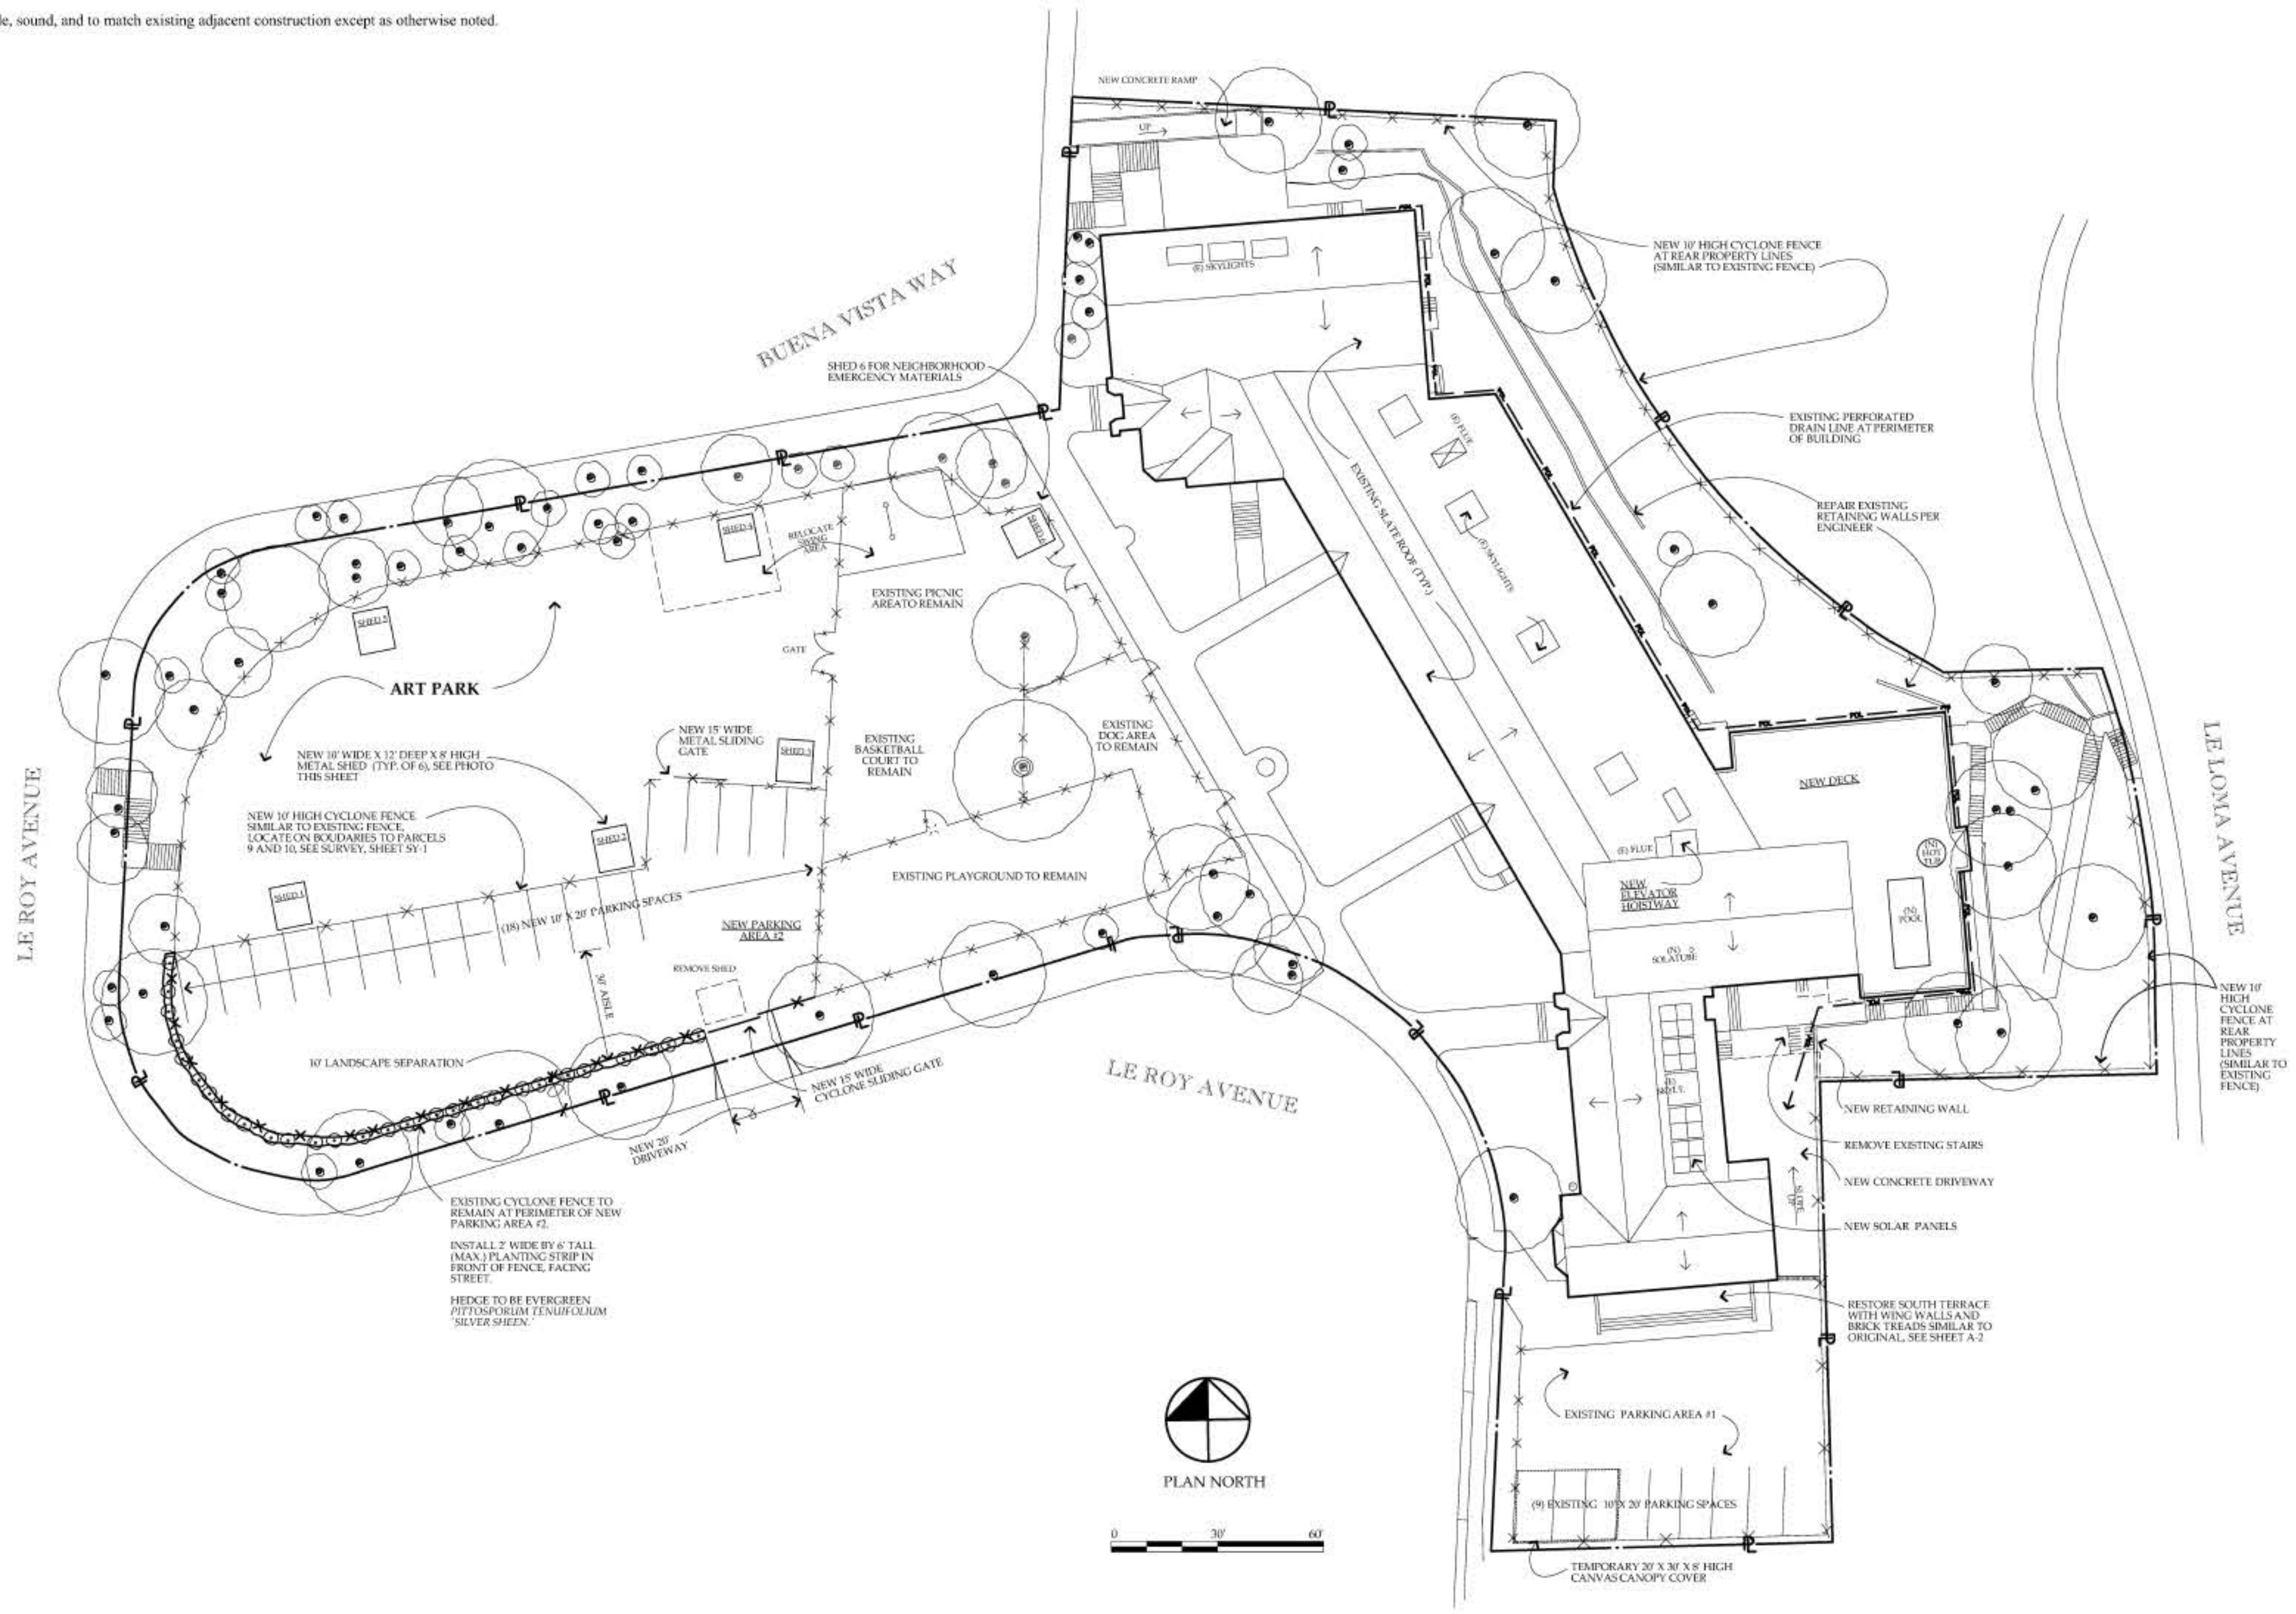 le, sound, and to match existing adjacent construction except as otherwise noted.
NEW CONCRETE RAMP
UP
(E) SKYLIGHTS
NEW 10' HIGH CYCLONE FENCE
AT REAR PROPERTY LINES
(SIMILAR TO EXISTING FENCE)
BUENA VISTA WAY
SHED 6 FOR NEIGHBORHOOD
EMERGENCY MATERIALS
EXISTING PERFORATED
DRAIN LINE AT PERIMETER
OF BUILDING
(E) FLUE
EXISTING SLATE ROOF (TYP.)
(E) SKYLIGHTS
REPAIR EXISTING
RETAINING WALLS PER
ENGINEER
SHED 4
RELOCATE
SWING
AREA
SHED 6
EXISTING PICNIC
AREATO REMAIN
SHED 5
GATE
ART PARK
NEW 15' WIDE
METAL SLIDING
GATE
SHED 3
EXISTING
BASKETBALL
COURT TO
REMAIN
EXISTING
DOG AREA
TO REMAIN
NEW 10' WIDE X 12' DEEP X 8' HIGH
METAL SHED (TYP. OF 6), SEE PHOTO
THIS SHEET
NEW 10' HIGH CYCLONE FENCE
SIMILAR TO EXISTING FENCE,
LOCATE ON BOUDARIES TO PARCELS
9 AND 10, SEE SURVEY, SHEET SY-1
SHED 2
SHED 1
(18) NEW 10' X 20' PARKING SPACES
EXISTING PLAYGROUND TO REMAIN
NEW PARKING
AREA #2
REMOVE SHED
30' AISLE
LE ROY AVENUE
NEW DECK
(N)
HOT
TUB
(N)
POOL
(E) FLUE
NEW
ELEVATOR
HOISTWAY
(N)
SOLATUBE
LE LOMA AVENUE
NEW 10'
HIGH
CYCLONE
FENCE AT
REAR
PROPERTY
LINES
(SIMILAR TO
EXISTING
FENCE)
10' LANDSCAPE SEPARATION
NEW 15' WIDE
CYCLONE SLIDING GATE
NEW 20'
DRIVEWAY
LE ROY AVENUE
(E)
SKYLT.
NEW RETAINING WALL
REMOVE EXISTING STAIRS
NEW CONCRETE DRIVEWAY
SLOPE
UP
NEW SOLAR PANELS
EXISTING CYCLONE FENCE TO
REMAIN AT PERIMETER OF NEW
PARKING AREA #2.
INSTALL 2' WIDE BY 6' TALL
(MAX.) PLANTING STRIP IN
FRONT OF FENCE, FACING
STREET.
HEDGE TO BE EVERGREEN
PITTOSPORUM TENUIFOLIUM
'SILVER SHEEN.'
RESTORE SOUTH TERRACE
WITH WING WALLS AND
BRICK TREADS SIMILAR TO
ORIGINAL, SEE SHEET A-2
EXISTING PARKING AREA #1
PLAN NORTH
(9) EXISTING 10' X 20' PARKING SPACES
0 30' 60'
TEMPORARY 20' X 30' X 8' HIGH
CANVAS CANOPY COVER